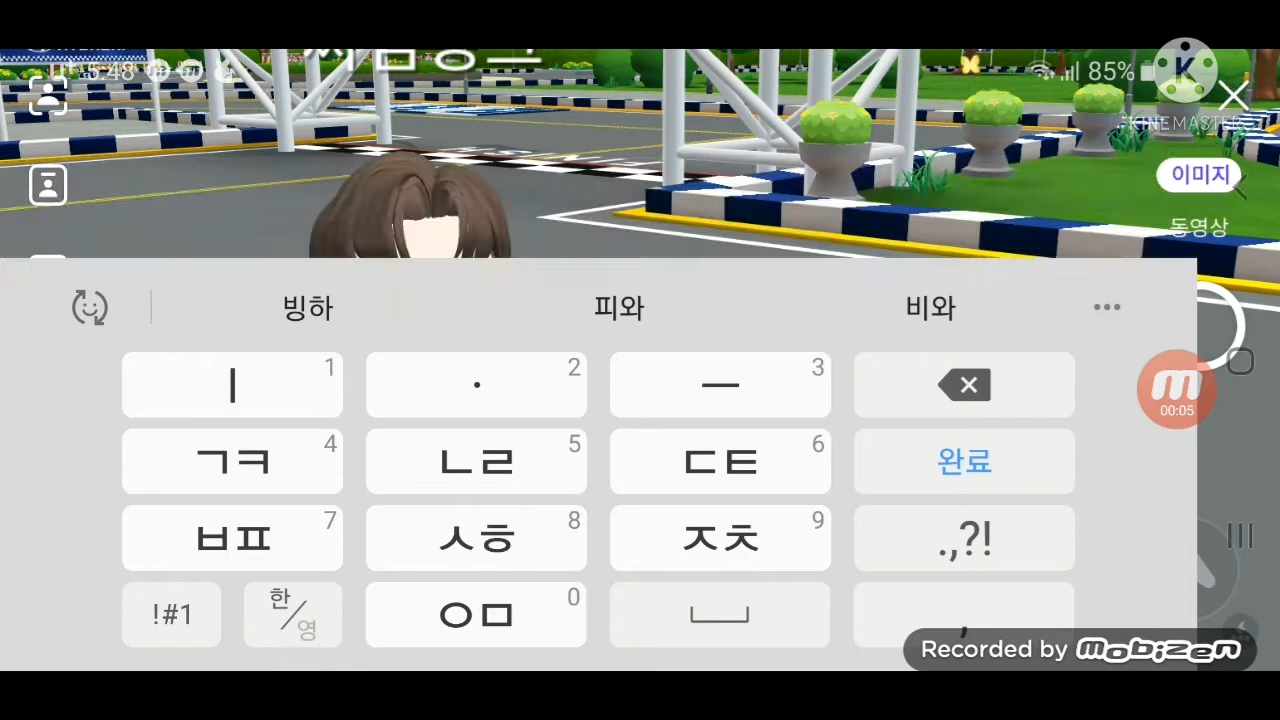 5:48
85%
K
KINEMASTER
이미지
동영상
빙하 피와 비와
ㅣ 1 · 2 ㅡ 3
ㄱㅋ 4 ㄴㄹ 5 ㄷㅌ 6 완료
ㅂㅍ 7 ㅅㅎ 8 ㅈㅊ 9 .,?!
!#1 한/영 ㅇㅁ 0 ,
m
00:05
Recorded by mobizen